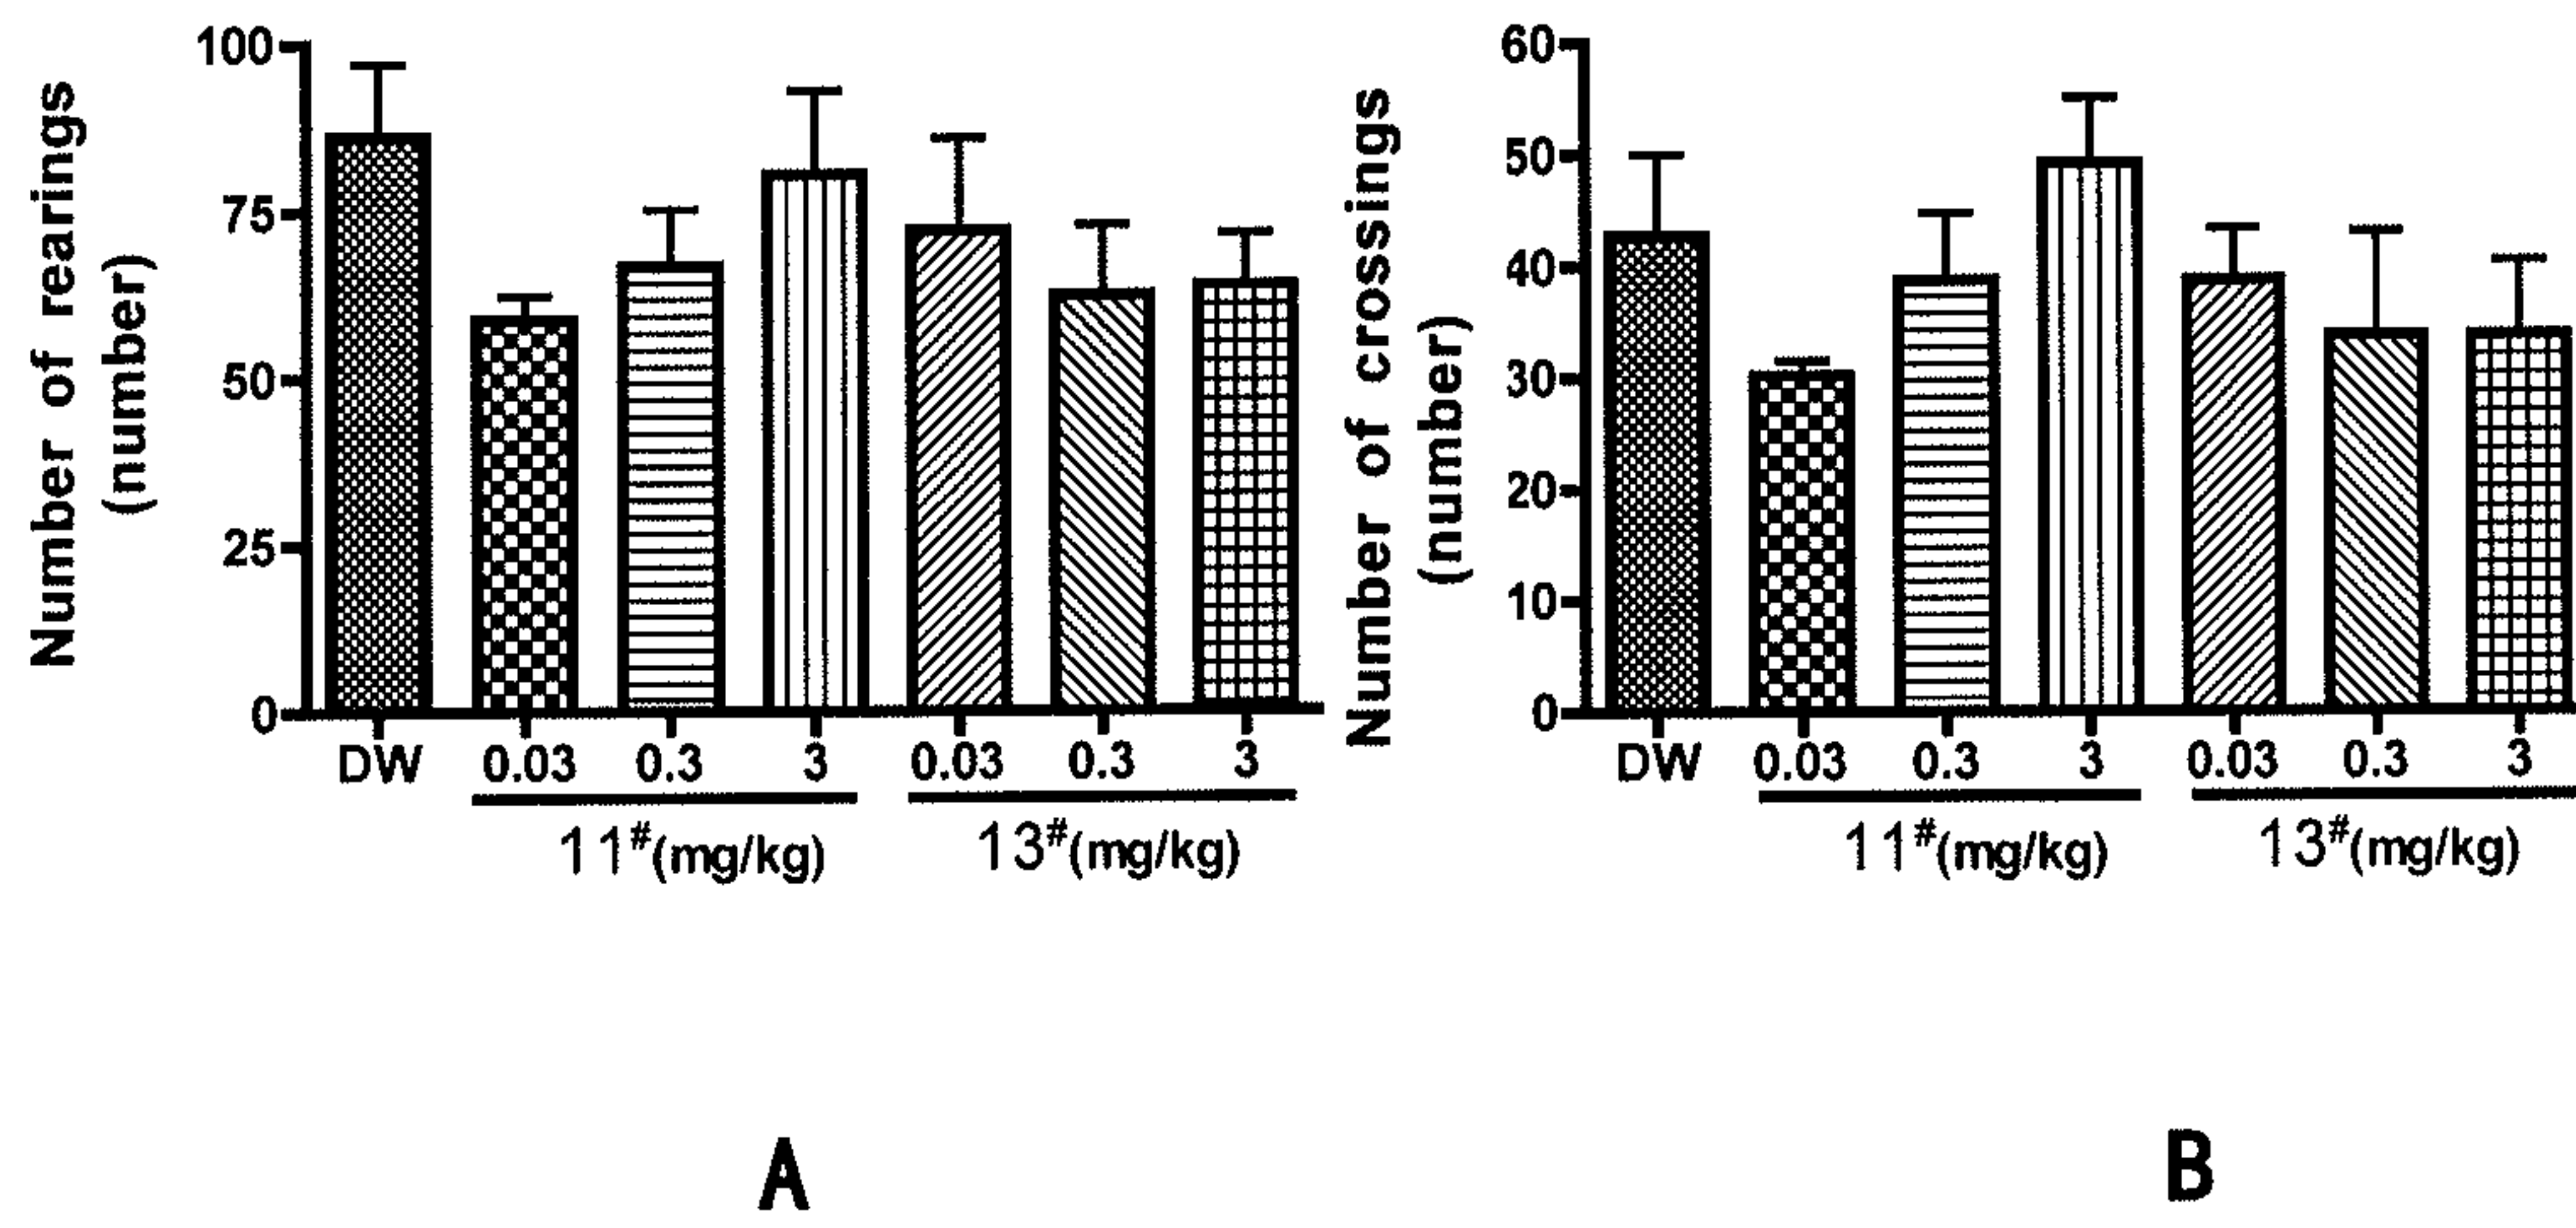 Number of rearings
(number)
100
75
50
25
0
DW 0.03 0.3 3 0.03 0.3 3
11#(mg/kg) 13#(mg/kg)
A
Number of crossings
(number)
60
50
40
30
20
10
0
DW 0.03 0.3 3 0.03 0.3 3
11#(mg/kg) 13#(mg/kg)
B